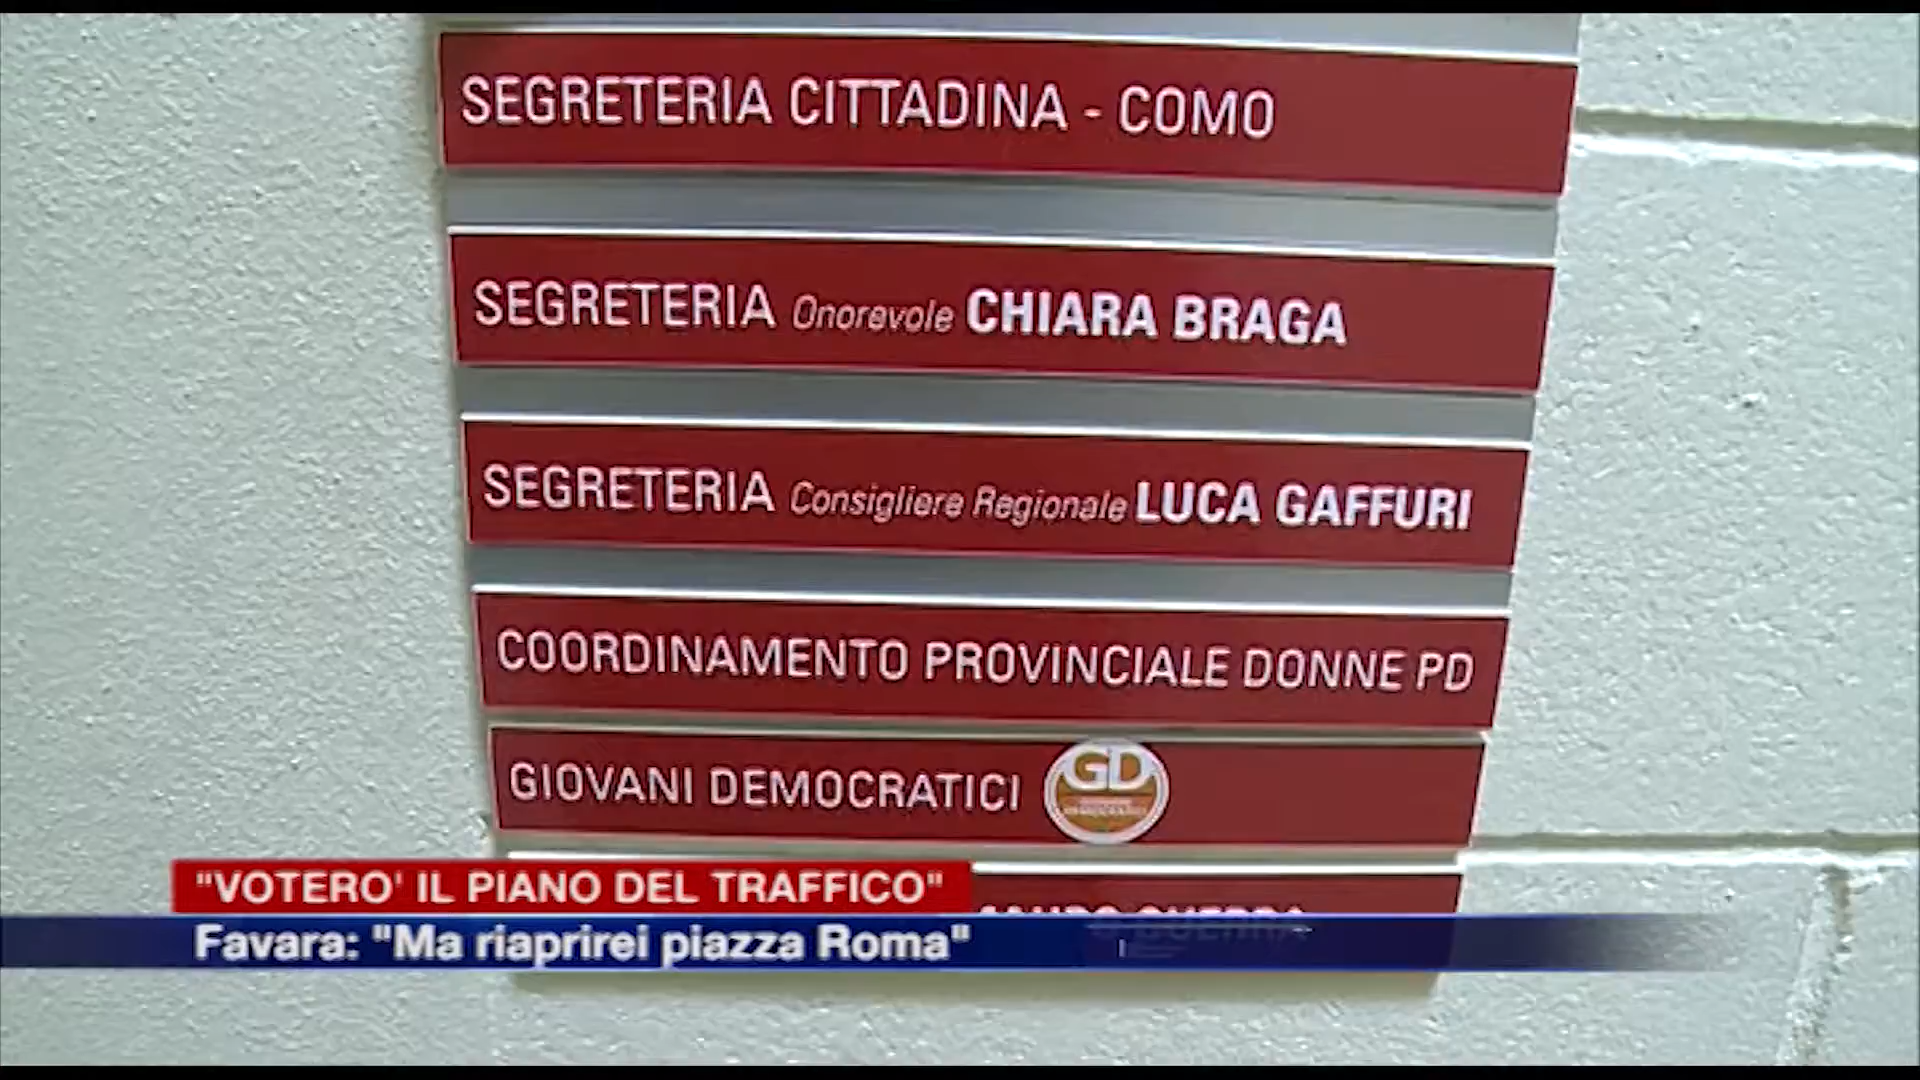 SEGRETERIA CITTADINA - COMO
SEGRETERIA Onorevole CHIARA BRAGA
SEGRETERIA Consigliere Regionale LUCA GAFFURI
COORDINAMENTO PROVINCIALE DONNE PD
GIOVANI DEMOCRATICI GD
GUERRA
"VOTERO' IL PIANO DEL TRAFFICO"
Favara: "Ma riaprirei piazza Roma"